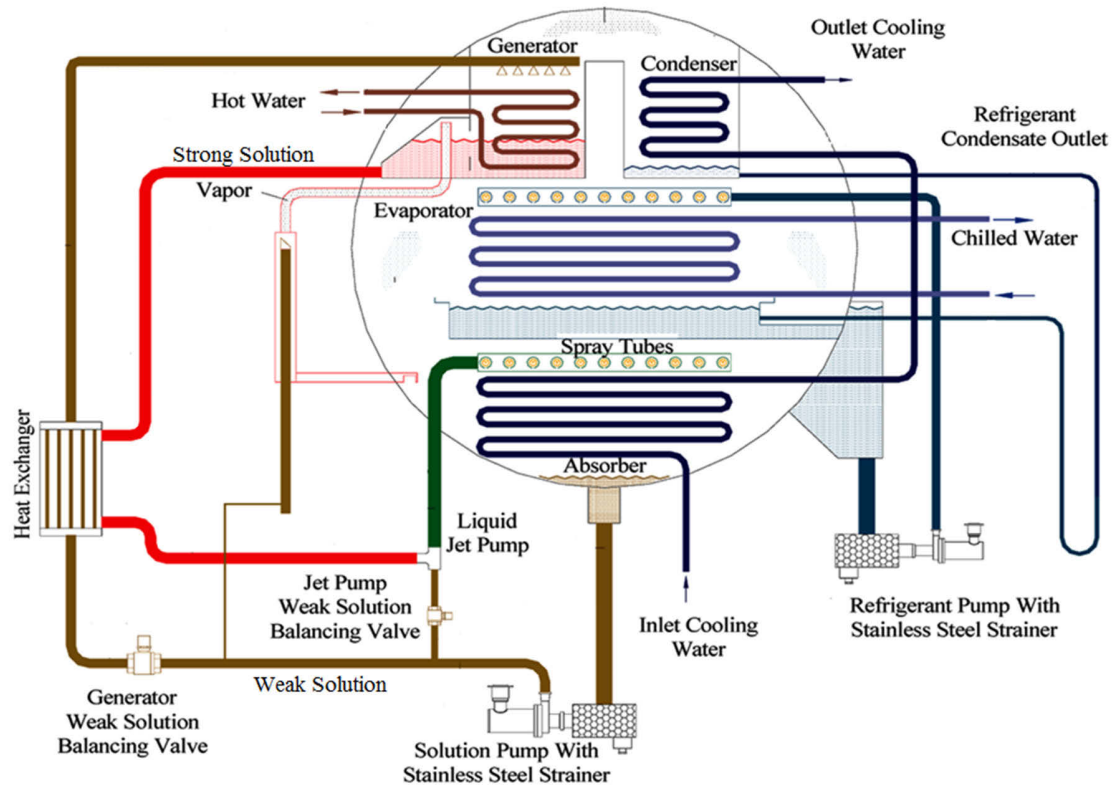 Outlet Cooling
Water
Generator
Condenser
Hot Water
Refrigerant
Condensate Outlet
Strong Solution
Vapor
Evaporator
Chilled Water
Spray Tubes
Heat Exchanger
Absorber
Liquid
Jet Pump
Jet Pump
Weak Solution
Balancing Valve
Inlet Cooling
Water
Refrigerant Pump With
Stainless Steel Strainer
Weak Solution
Generator
Weak Solution
Balancing Valve
Solution Pump With
Stainless Steel Strainer